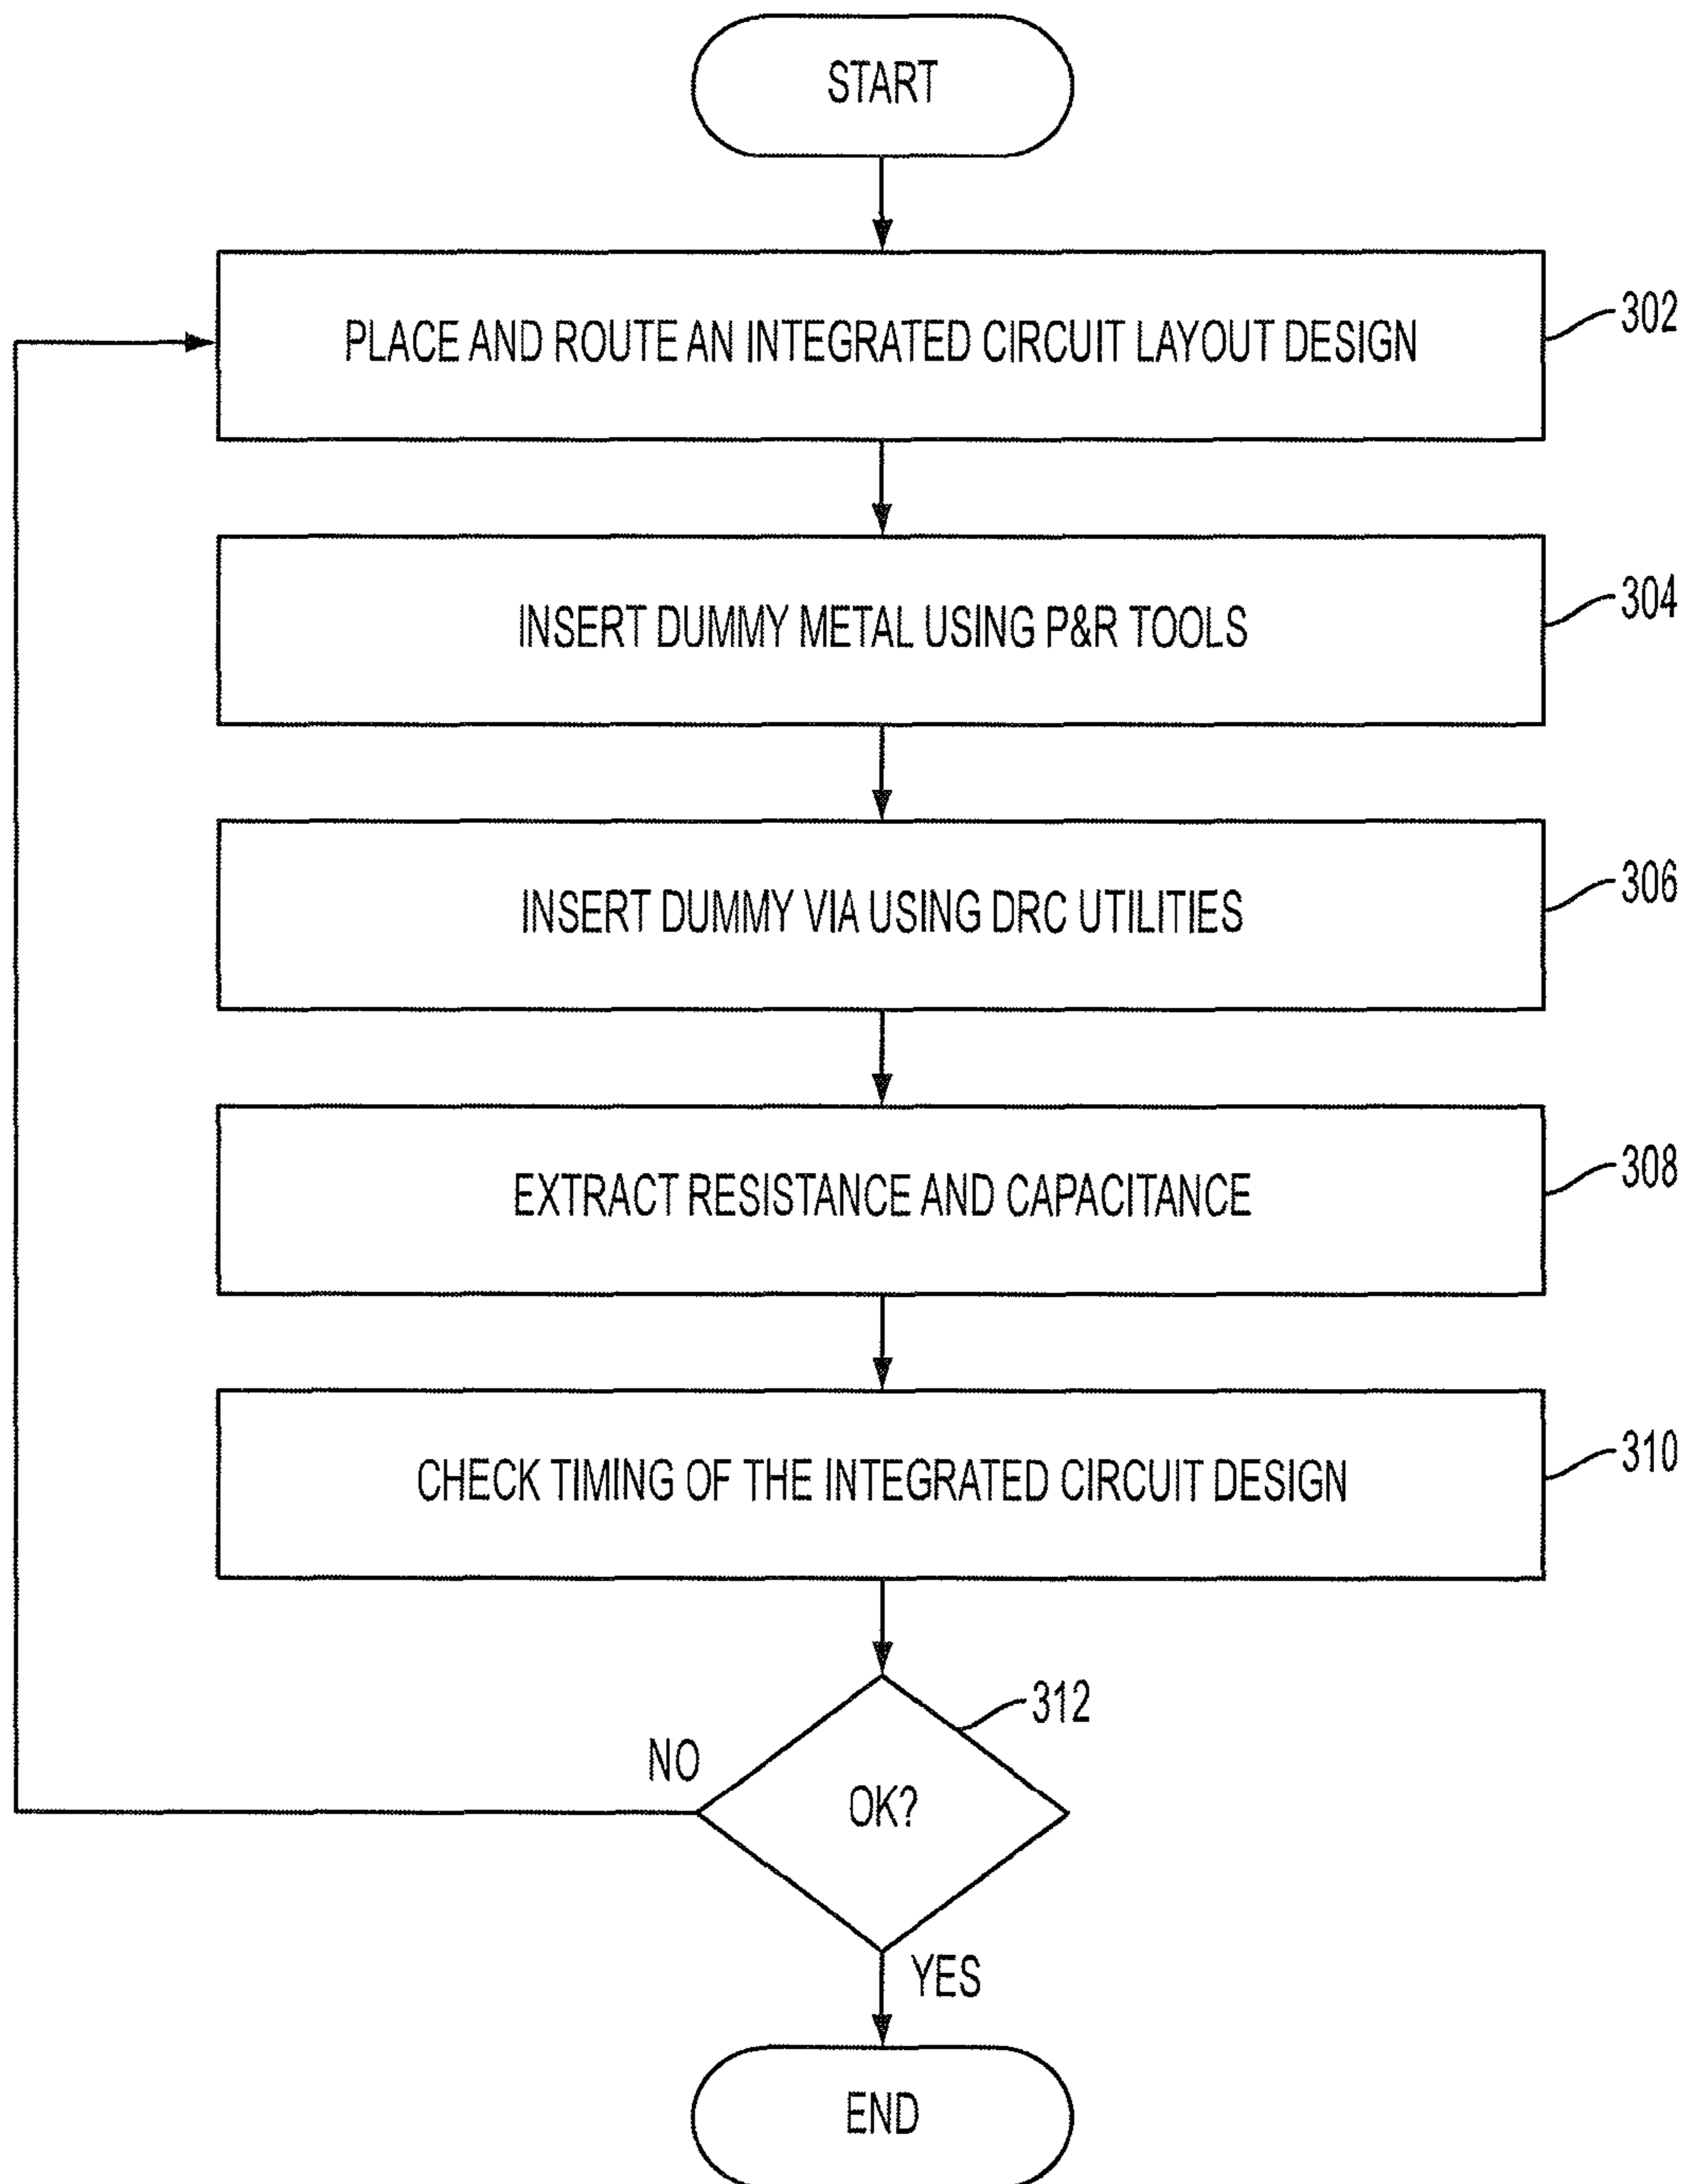 START
PLACE AND ROUTE AN INTEGRATED CIRCUIT LAYOUT DESIGN
302
INSERT DUMMY METAL USING P&R TOOLS
304
INSERT DUMMY VIA USING DRC UTILITIES
306
EXTRACT RESISTANCE AND CAPACITANCE
308
CHECK TIMING OF THE INTEGRATED CIRCUIT DESIGN
310
312
NO
OK?
YES
END